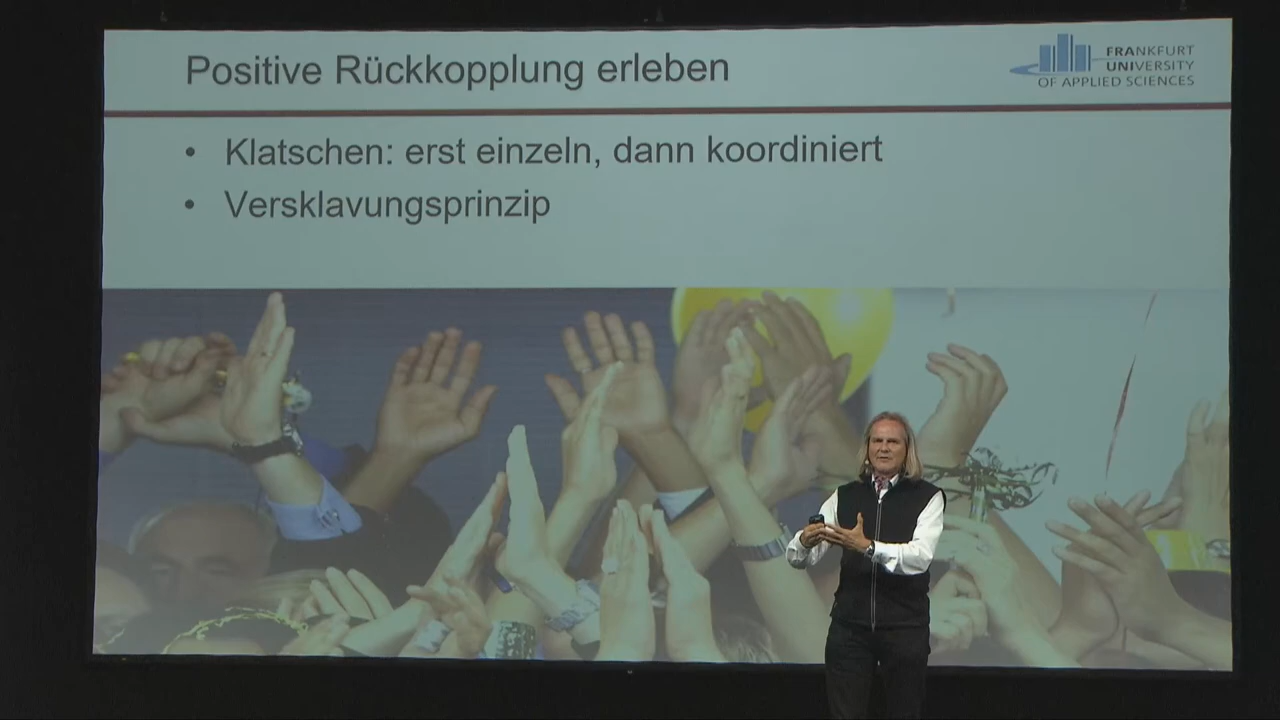 Positive Rückkopplung erleben
FRANKFURT
UNIVERSITY
OF APPLIED SCIENCES
• Klatschen: erst einzeln, dann koordiniert
• Versklavungsprinzip